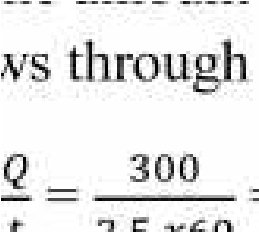 ws through
Q/t = 300/2.5 x60 =